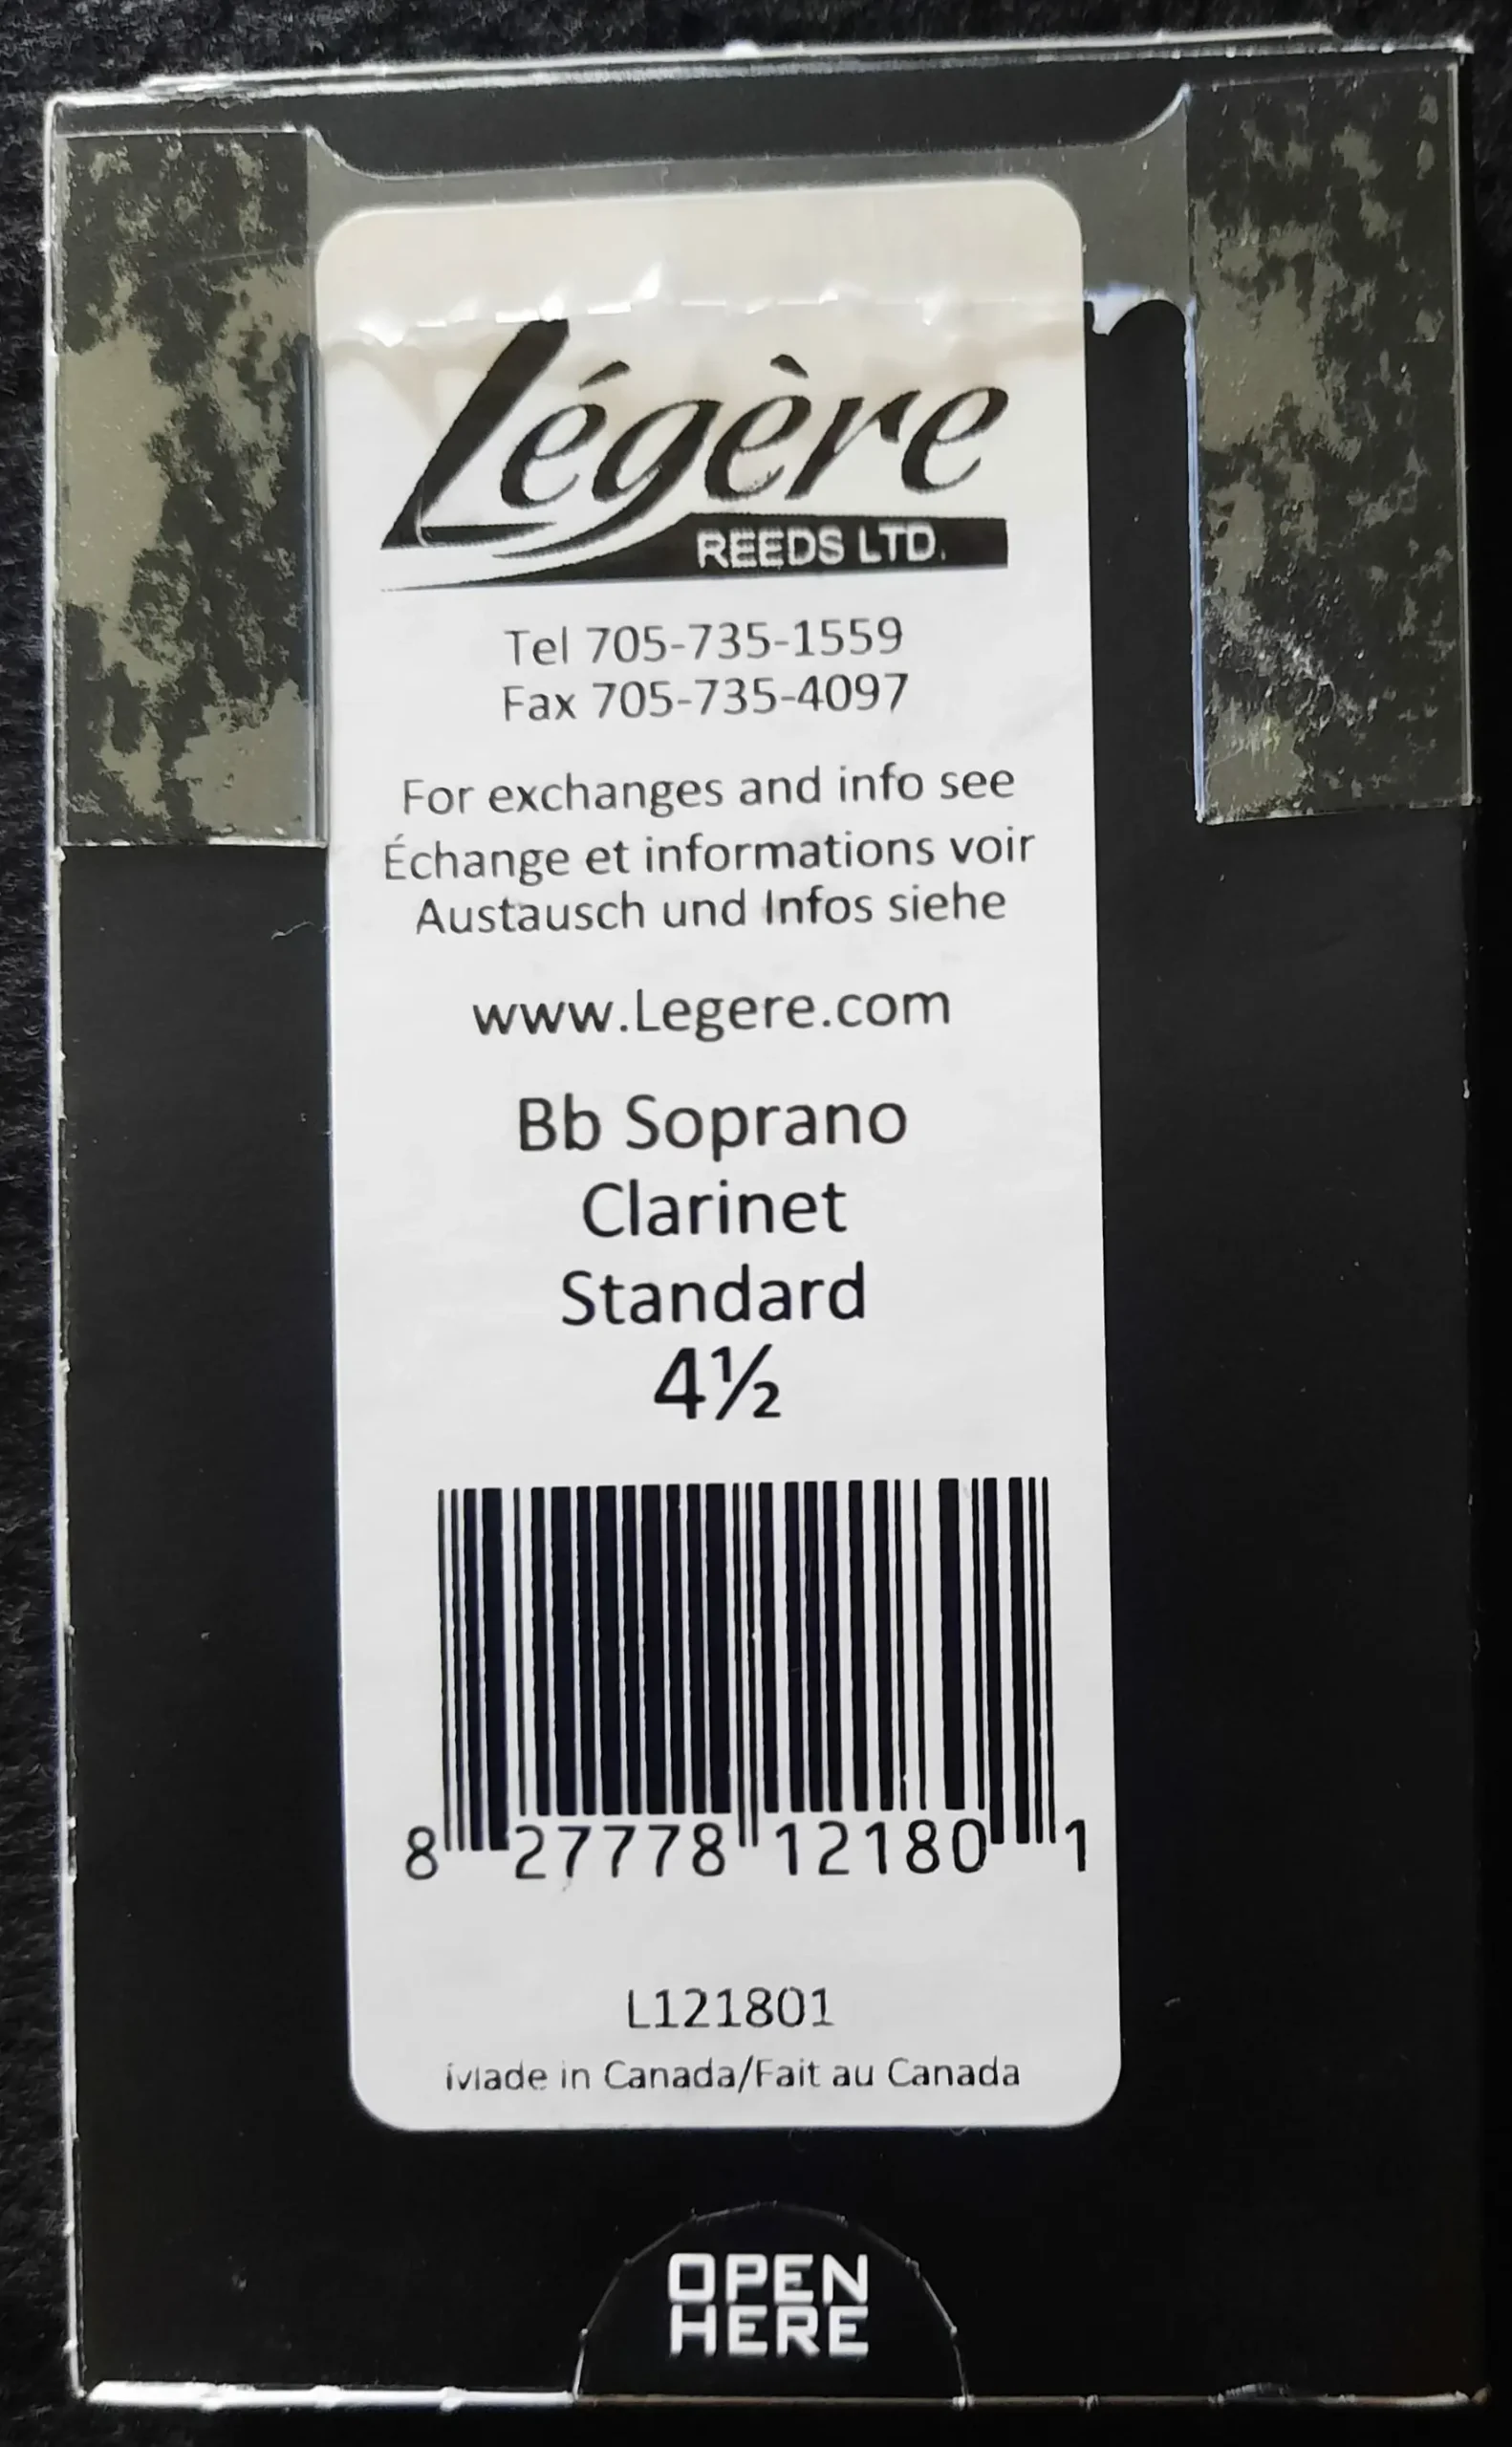 Légère
REEDS LTD.
Tel 705-735-1559
Fax 705-735-4097
For exchanges and info see
Échange et informations voir
Austausch und Infos siehe
www.Legere.com
Bb Soprano
Clarinet
Standard
4½
8 27778 12180 1
L121801
Made in Canada/Fait au Canada
OPEN
HERE